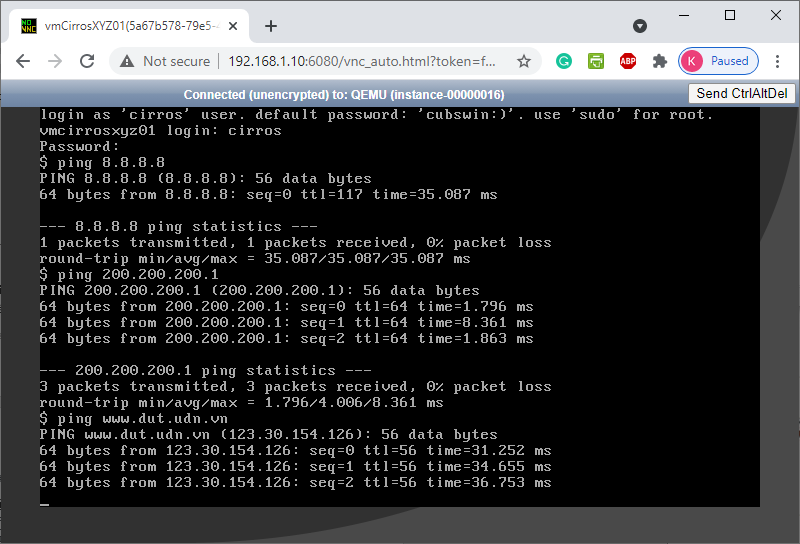 NO
VNC
vmCirrosXYZ01(5a67b578-79e5-4
Not secure
192.168.1.10:6080/vnc_auto.html?token=f...
ABP
K
Paused
Connected (unencrypted) to: QEMU (instance-00000016)
Send CtrlAltDel
login as 'cirros' user. default password: 'cubswin:)'. use 'sudo' for root.
vmcirrosxyz01 login: cirros
Password:
$ ping 8.8.8.8
PING 8.8.8.8 (8.8.8.8): 56 data bytes
64 bytes from 8.8.8.8: seq=0 ttl=117 time=35.087 ms
--- 8.8.8.8 ping statistics ---
1 packets transmitted, 1 packets received, 0% packet loss
round-trip min/avg/max = 35.087/35.087/35.087 ms
$ ping 200.200.200.1
PING 200.200.200.1 (200.200.200.1): 56 data bytes
64 bytes from 200.200.200.1: seq=0 ttl=64 time=1.796 ms
64 bytes from 200.200.200.1: seq=1 ttl=64 time=8.361 ms
64 bytes from 200.200.200.1: seq=2 ttl=64 time=1.863 ms
--- 200.200.200.1 ping statistics ---
3 packets transmitted, 3 packets received, 0% packet loss
round-trip min/avg/max = 1.796/4.006/8.361 ms
$ ping www.dut.udn.vn
PING www.dut.udn.vn (123.30.154.126): 56 data bytes
64 bytes from 123.30.154.126: seq=0 ttl=56 time=31.252 ms
64 bytes from 123.30.154.126: seq=1 ttl=56 time=34.655 ms
64 bytes from 123.30.154.126: seq=2 ttl=56 time=36.753 ms